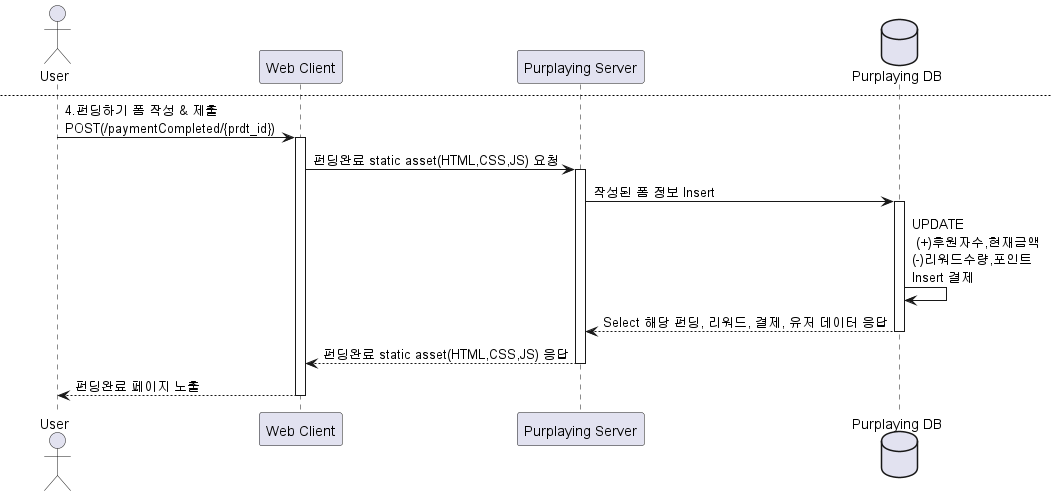 User
Web Client
Purplaying Server
Purplaying DB
4.펀딩하기 폼 작성 & 제출
POST(/paymentCompleted/{prdt_id})
펀딩완료 static asset(HTML,CSS,JS) 요청
작성된 폼 정보 Insert
UPDATE
(+)후원자수,현재금액
(-)리워드수량,포인트
Insert 결제
Select 해당 펀딩, 리워드, 결제, 유저 데이터 응답
펀딩완료 static asset(HTML,CSS,JS) 응답
펀딩완료 페이지 노출
User
Web Client
Purplaying Server
Purplaying DB